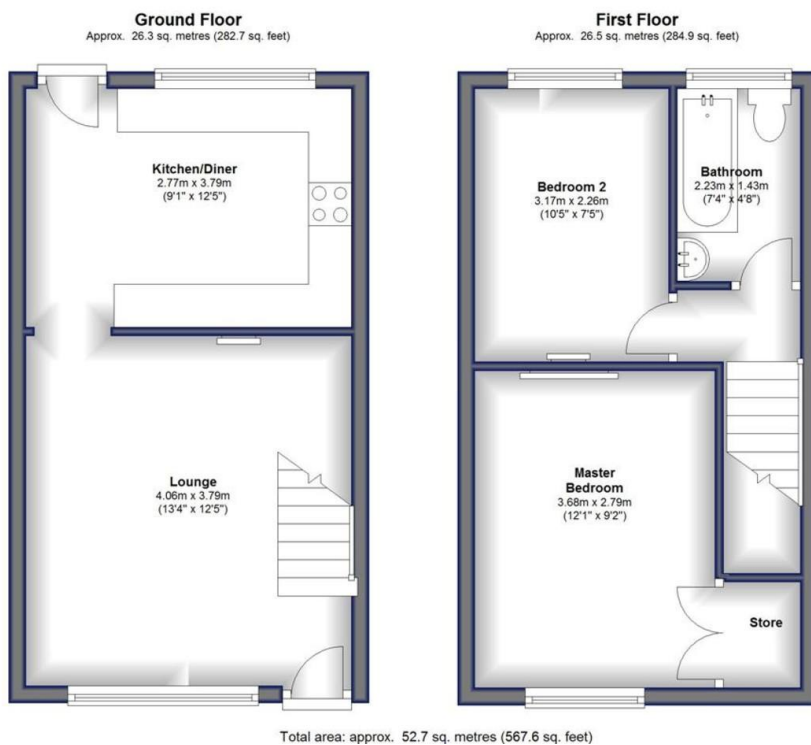 Ground Floor
Approx. 26.3 sq. metres (282.7 sq. feet)
Kitchen/Diner
2.77m x 3.79m
(9'1" x 12'5")
Lounge
4.06m x 3.79m
(13'4" x 12'5")
First Floor
Approx. 26.5 sq. metres (284.9 sq. feet)
Bedroom 2
3.17m x 2.26m
(10'5" x 7'5")
Bathroom
2.23m x 1.43m
(7'4" x 4'8")
Master
Bedroom
3.68m x 2.79m
(12'1" x 9'2")
Store
Total area: approx. 52.7 sq. metres (567.6 sq. feet)